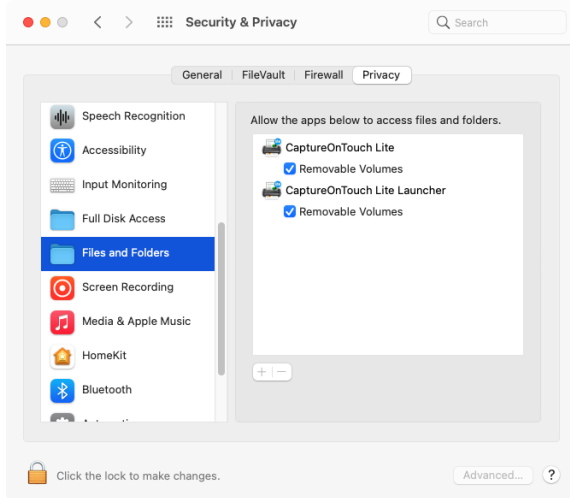 Security & Privacy
Search
General
FileVault
Firewall
Privacy
Speech Recognition
Accessibility
Input Monitoring
Full Disk Access
Files and Folders
Screen Recording
Media & Apple Music
HomeKit
Bluetooth
Allow the apps below to access files and folders.
CaptureOnTouch Lite
Removable Volumes
CaptureOnTouch Lite Launcher
Removable Volumes
+ −
Click the lock to make changes.
Advanced...
?